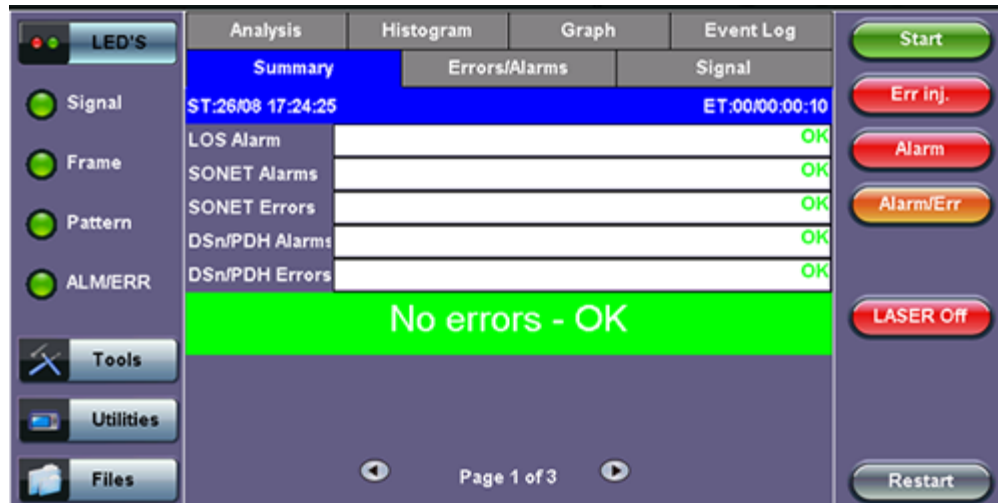 LED'S
Signal
Frame
Pattern
ALM/ERR
Tools
Utilities
Files
Analysis Histogram Graph Event Log
Summary Errors/Alarms Signal
ST:26/08 17:24:25 ET:00/00:00:10
LOS Alarm OK
SONET Alarms OK
SONET Errors OK
DSn/PDH Alarms OK
DSn/PDH Errors OK
No errors - OK
Page 1 of 3
Start
Err inj.
Alarm
Alarm/Err
LASER Off
Restart